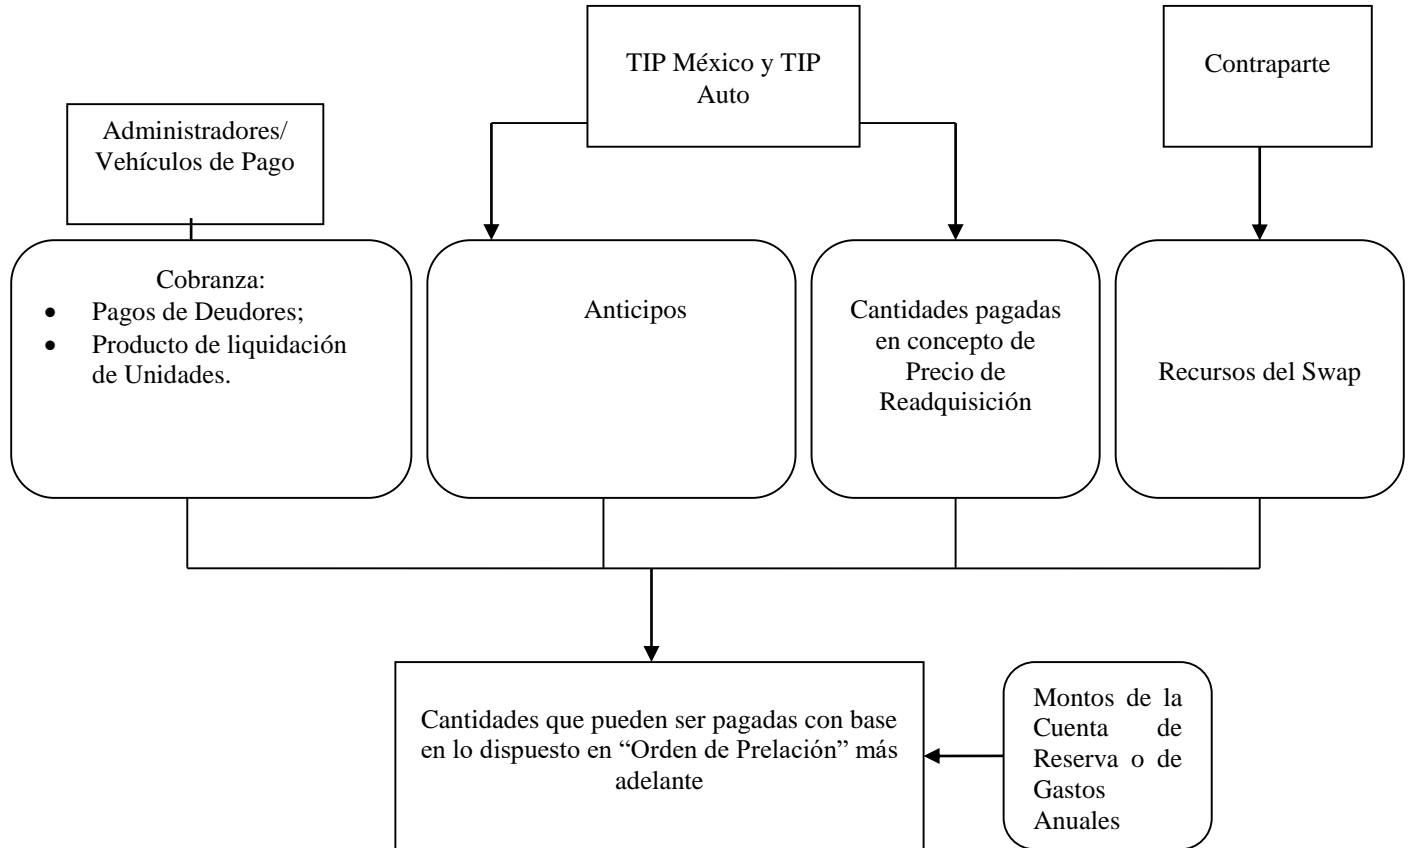 TIP México y TIP
Auto
Contraparte
Administradores/
Vehículos de Pago
Cobranza:
• Pagos de Deudores;
• Producto de liquidación
de Unidades.
Anticipos
Cantidades pagadas
en concepto de
Precio de
Readquisición
Recursos del Swap
Cantidades que pueden ser pagadas con base
en lo dispuesto en “Orden de Prelación” más
adelante
Montos de la
Cuenta de
Reserva o de
Gastos
Anuales